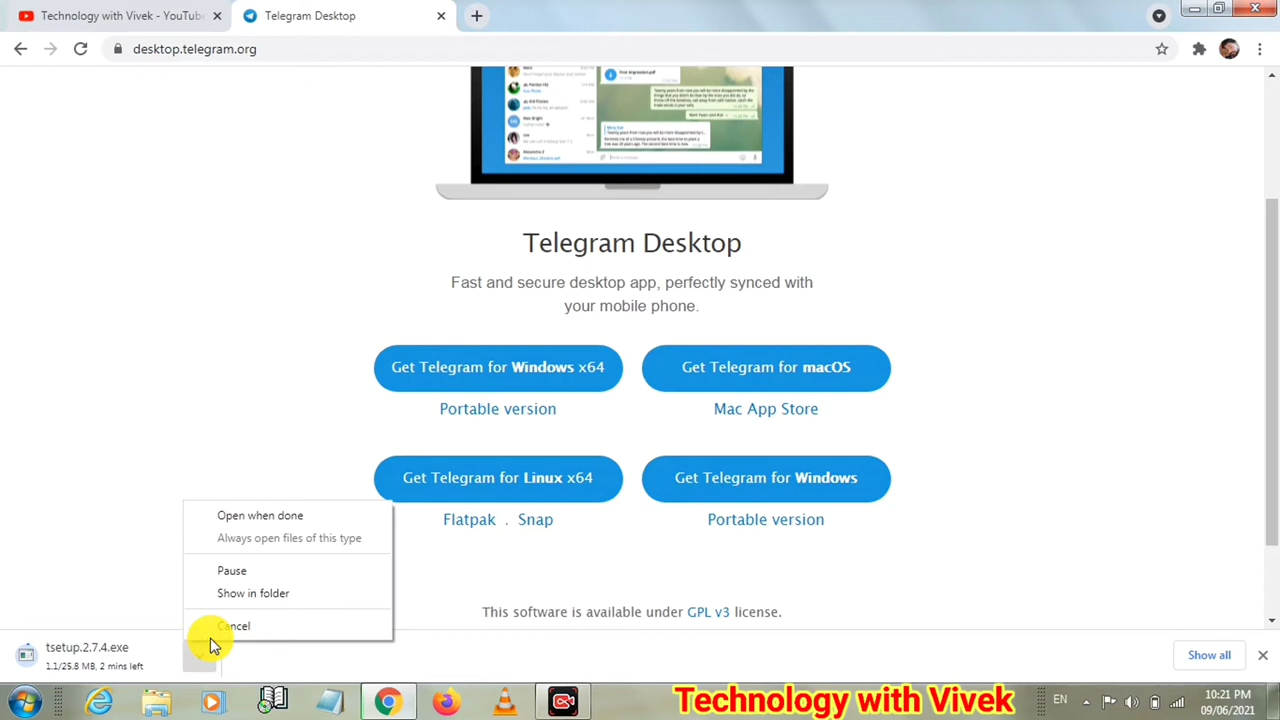 Technology with Vivek - YouTube
Telegram Desktop
desktop.telegram.org
Telegram Desktop
Fast and secure desktop app, perfectly synced with
your mobile phone.
Get Telegram for Windows x64
Get Telegram for macOS
Portable version
Mac App Store
Get Telegram for Linux x64
Get Telegram for Windows
Flatpak . Snap
Portable version
Open when done
Always open files of this type
Pause
Show in folder
Cancel
This software is available under GPL v3 license.
tsetup.2.7.4.exe
1.1/25.8 MB, 2 mins left
Show all
Technology with Vivek
EN
10:21 PM
09/06/2021